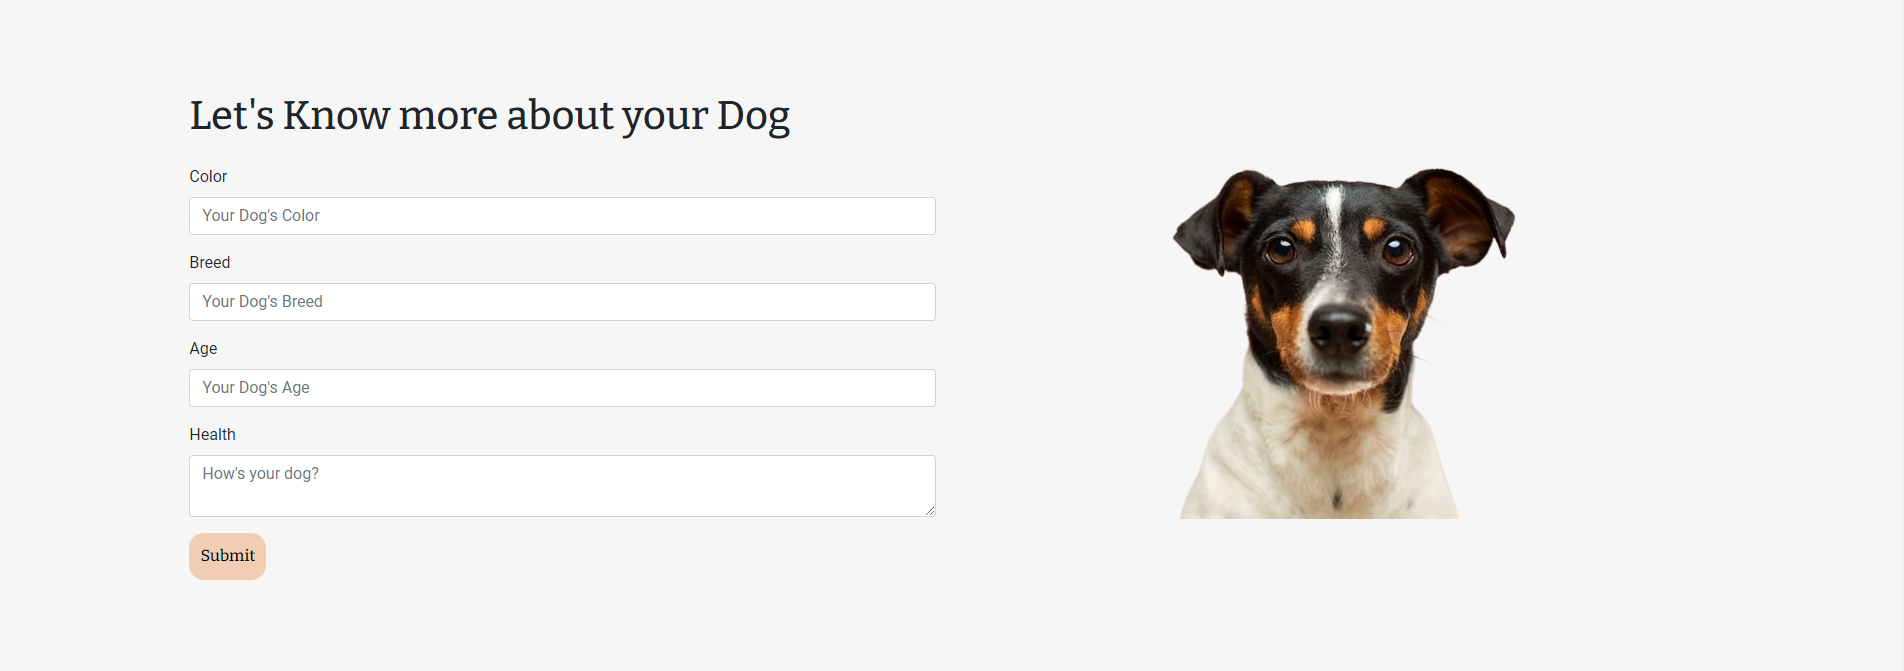 Let's Know more about your Dog
Color
Your Dog's Color
Breed
Your Dog's Breed
Age
Your Dog's Age
Health
How's your dog?
Submit